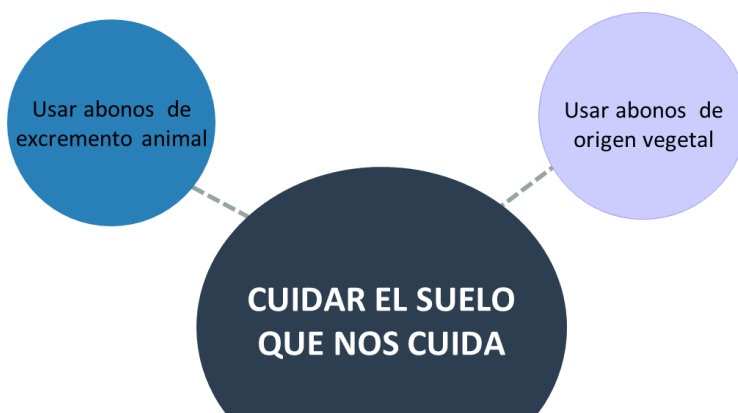 Usar abonos de
excremento animal
Usar abonos de
origen vegetal
CUIDAR EL SUELO
QUE NOS CUIDA